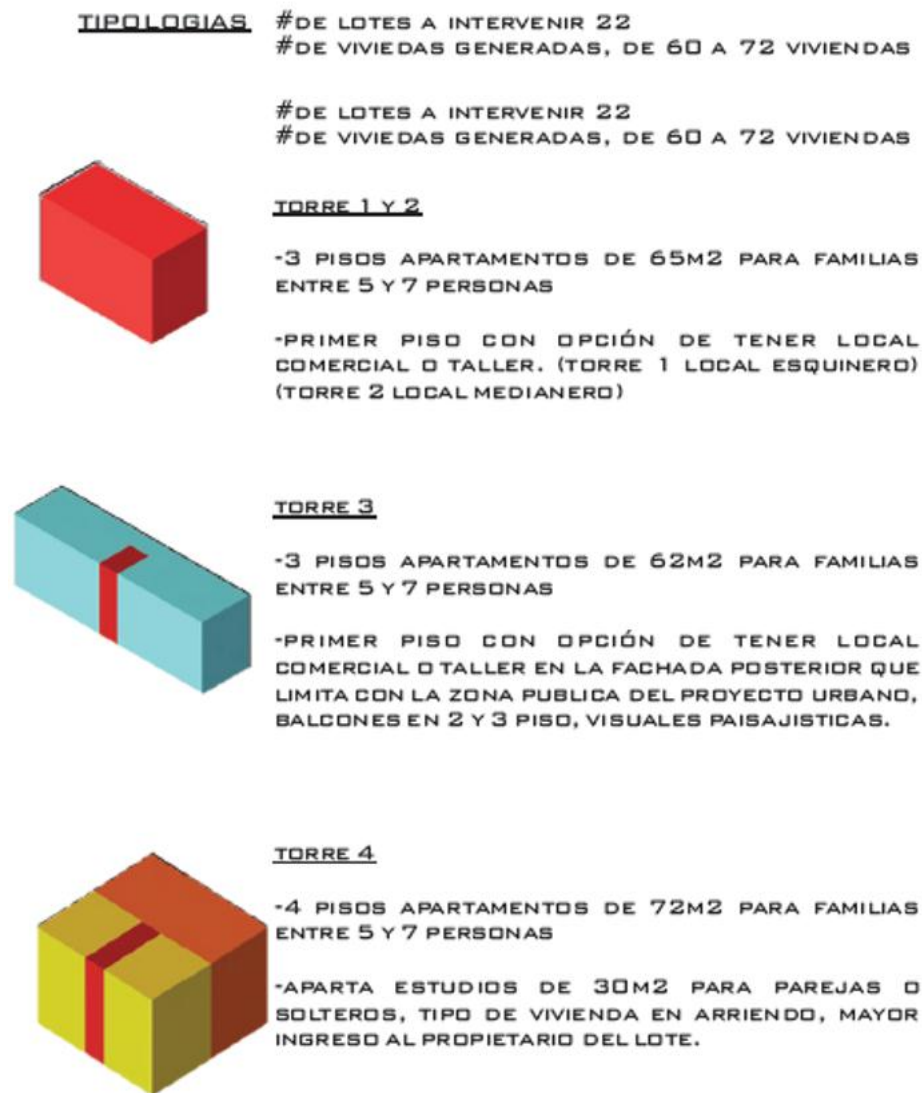 TIPOLOGIAS
#DE LOTES A INTERVENIR 22
#DE VIVIEDAS GENERADAS, DE 60 A 72 VIVIENDAS
#DE LOTES A INTERVENIR 22
#DE VIVIEDAS GENERADAS, DE 60 A 72 VIVIENDAS
TORRE 1 Y 2
-3 PISOS APARTAMENTOS DE 65M2 PARA FAMILIAS
ENTRE 5 Y 7 PERSONAS
-PRIMER PISO CON OPCIÓN DE TENER LOCAL
COMERCIAL O TALLER. (TORRE 1 LOCAL ESQUINERO)
(TORRE 2 LOCAL MEDIANERO)
TORRE 3
-3 PISOS APARTAMENTOS DE 62M2 PARA FAMILIAS
ENTRE 5 Y 7 PERSONAS
-PRIMER PISO CON OPCIÓN DE TENER LOCAL
COMERCIAL O TALLER EN LA FACHADA POSTERIOR QUE
LIMITA CON LA ZONA PUBLICA DEL PROYECTO URBANO,
BALCONES EN 2 Y 3 PISO, VISUALES PAISAJISTICAS.
TORRE 4
-4 PISOS APARTAMENTOS DE 72M2 PARA FAMILIAS
ENTRE 5 Y 7 PERSONAS
-APARTA ESTUDIOS DE 30M2 PARA PAREJAS O
SOLTEROS, TIPO DE VIVIENDA EN ARRIENDO, MAYOR
INGRESO AL PROPIETARIO DEL LOTE.